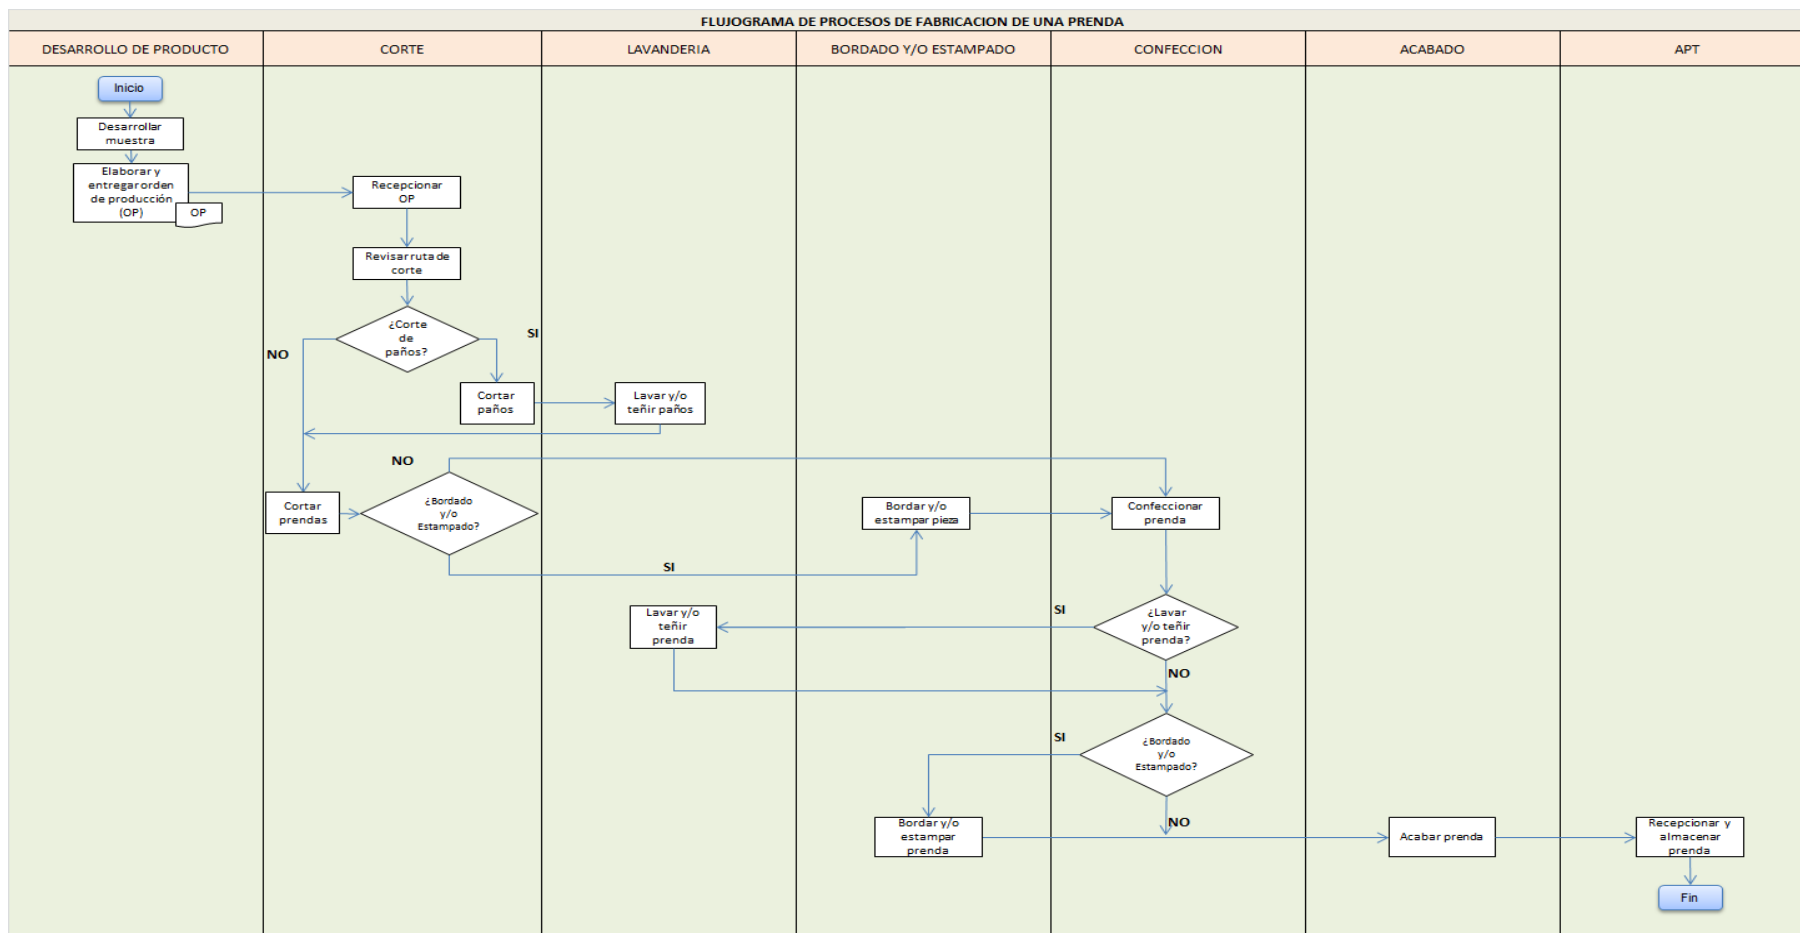 FLUJOGRAMA DE PROCESOS DE FABRICACION DE UNA PRENDA
DESARROLLO DE PRODUCTO
CORTE
LAVANDERIA
BORDADO Y/O ESTAMPADO
CONFECCION
ACABADO
APT
Inicio
Desarrollar
muestra
Elaborar y
entregar orden
de producción
(OP)
OP
Recepcionar
OP
Revisar ruta de
corte
¿Corte
de
paños?
SI
NO
Cortar
paños
Lavar y/o
teñir paños
NO
Cortar
prendas
¿Bordado
y/o
Estampado?
Bordar y/o
estampar pieza
Confeccionar
prenda
SI
Lavar y/o
teñir
prenda
SI
¿Lavar
y/o teñir
prenda?
NO
SI
¿Bordado
y/o
Estampado?
NO
Bordar y/o
estampar
prenda
Acabar prenda
Recepcionar y
almacenar
prenda
Fin